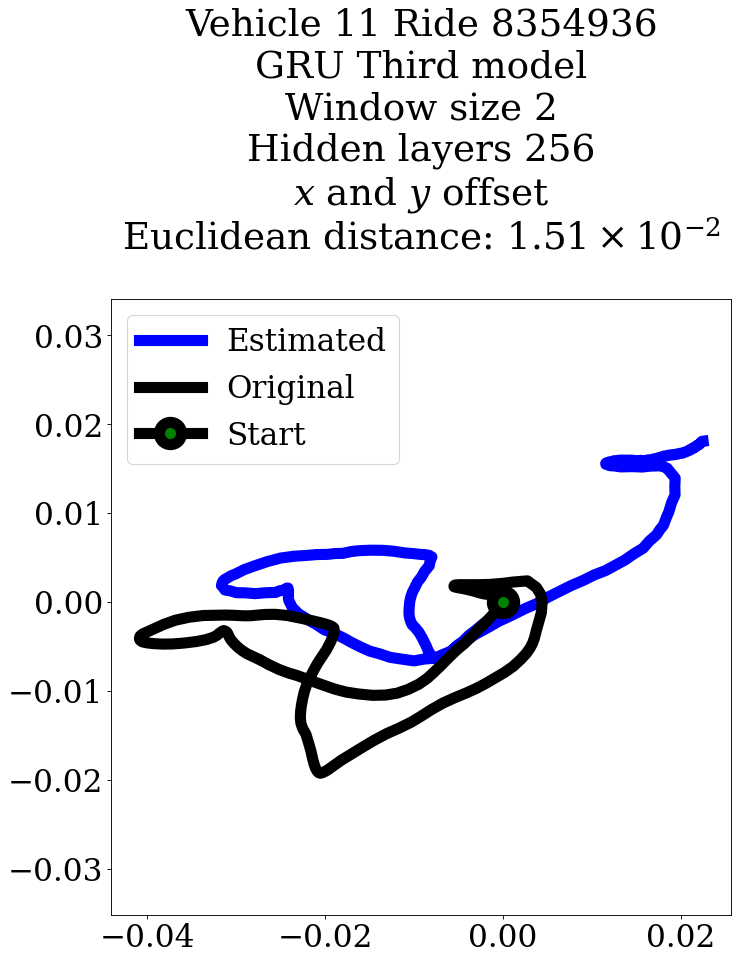 Vehicle 11 Ride 8354936
GRU Third model
Window size 2
Hidden layers 256
x and y offset
Euclidean distance: 1.51 × 10⁻²
Estimated
Original
Start
0.03
0.02
0.01
0.00
−0.01
−0.02
−0.03
−0.04 −0.02 0.00 0.02